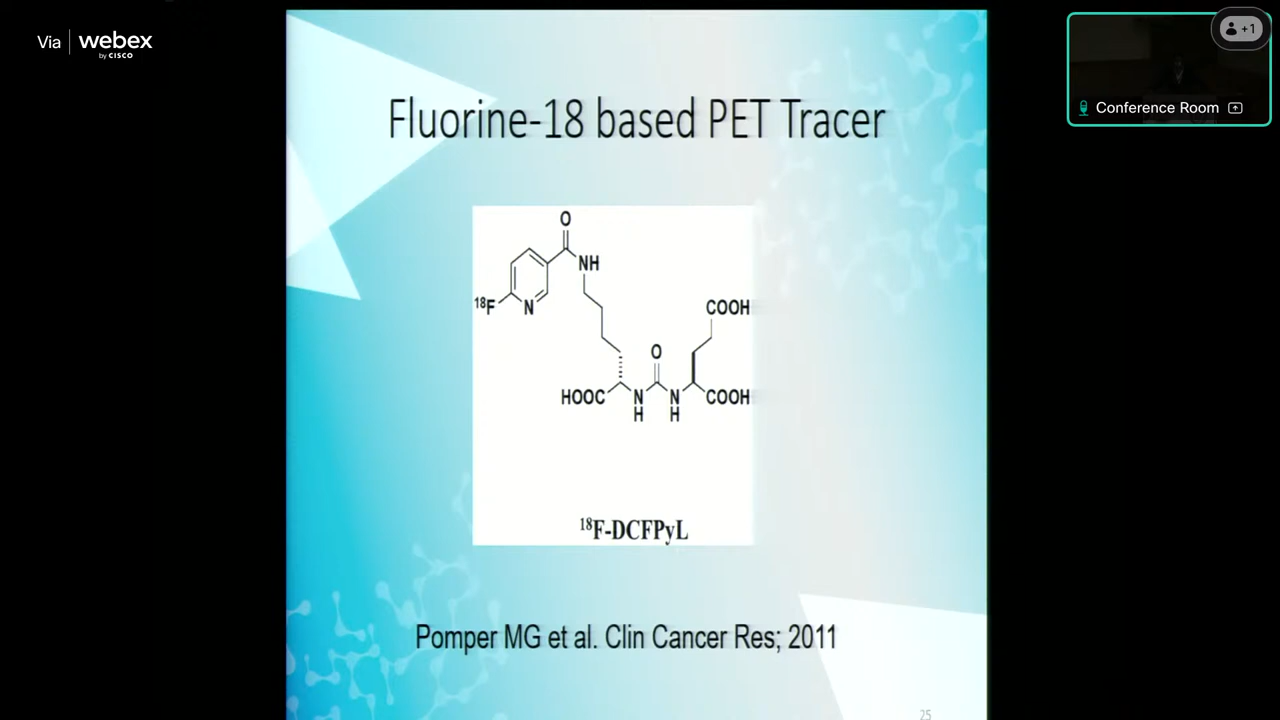 Via webex
by CISCO
+1
Conference Room
Fluorine-18 based PET Tracer
O
NH
18F
N
COOH
O
HOOC
N
H
N
H
COOH
18F-DCFPyL
Pomper MG et al. Clin Cancer Res; 2011
25